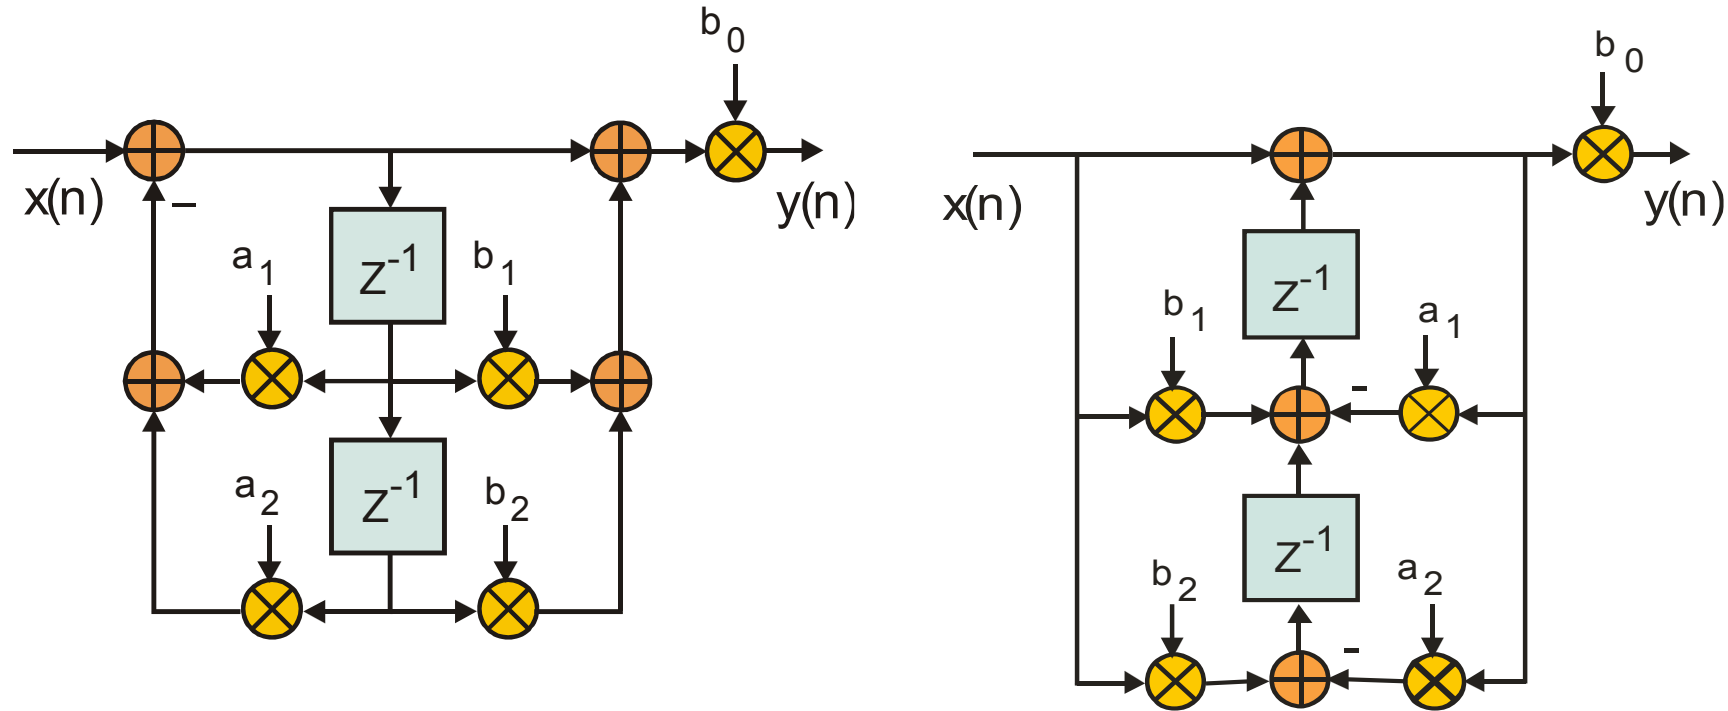 b0
x(n)
−
y(n)
a1
b1
Z-1
a2
b2
Z-1
b0
x(n)
y(n)
Z-1
b1
-
a1
Z-1
b2
-
a2